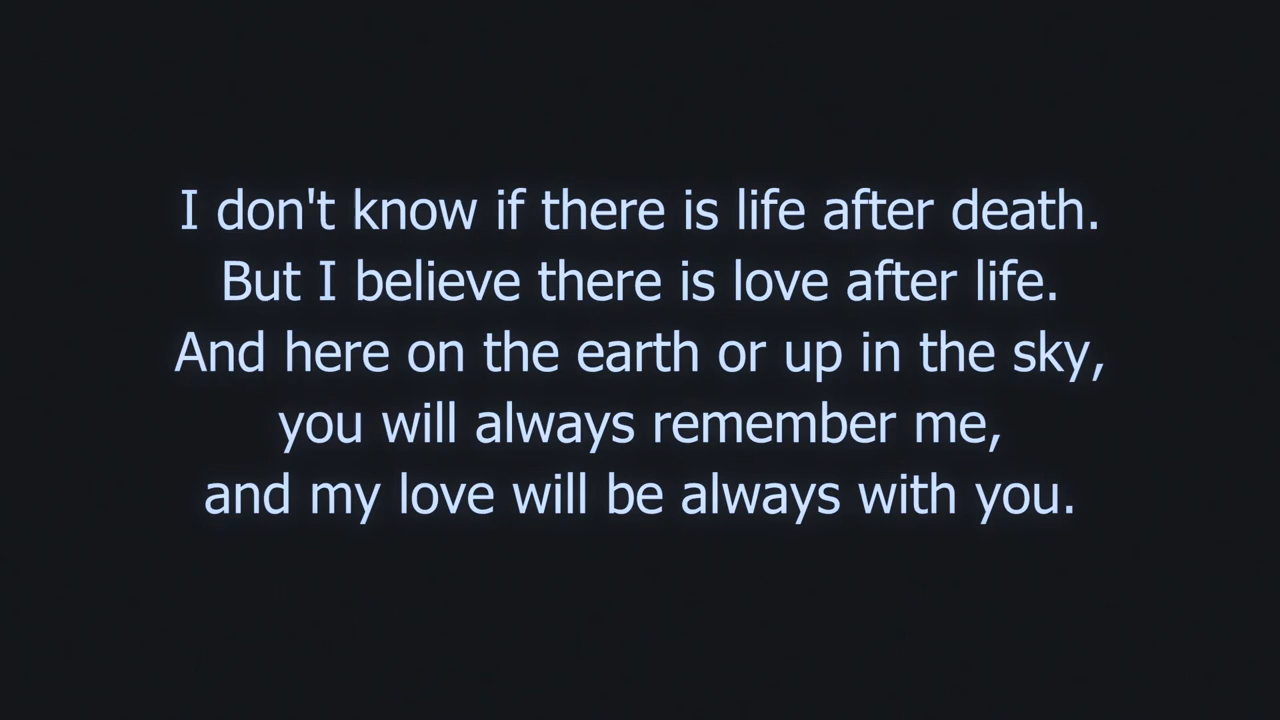 I don't know if there is life after death.
But I believe there is love after life.
And here on the earth or up in the sky,
you will always remember me,
and my love will be always with you.